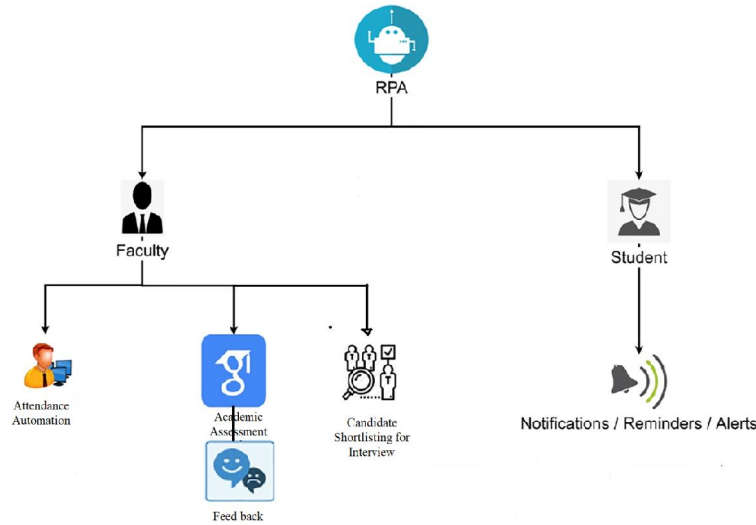 RPA
Faculty
Student
Attendance
Automation
Academic
Assessment
Candidate
Shortlisting for
Interview
Notifications / Reminders / Alerts
Feed back